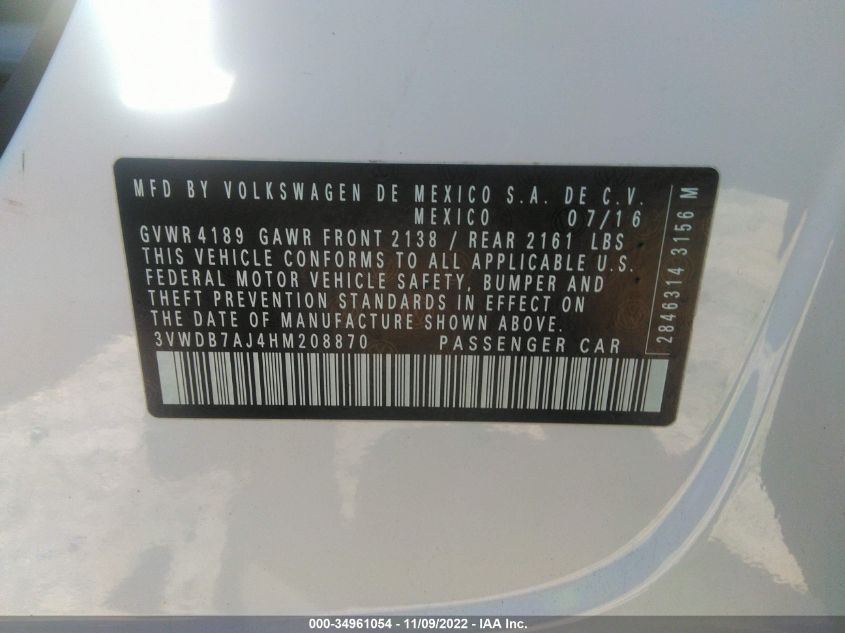 MFD BY VOLKSWAGEN DE MEXICO S.A. DE C.V.
MEXICO 07/16
GVWR 4189 GAWR FRONT 2138 / REAR 2161 LBS
THIS VEHICLE CONFORMS TO ALL APPLICABLE U.S.
FEDERAL MOTOR VEHICLE SAFETY, BUMPER AND
THEFT PREVENTION STANDARDS IN EFFECT ON
THE DATE OF MANUFACTURE SHOWN ABOVE.
3VWDB7AJ4HM208870 PASSENGER CAR
2846314 3156 M
000-34961054 - 11/09/2022 - IAA Inc.